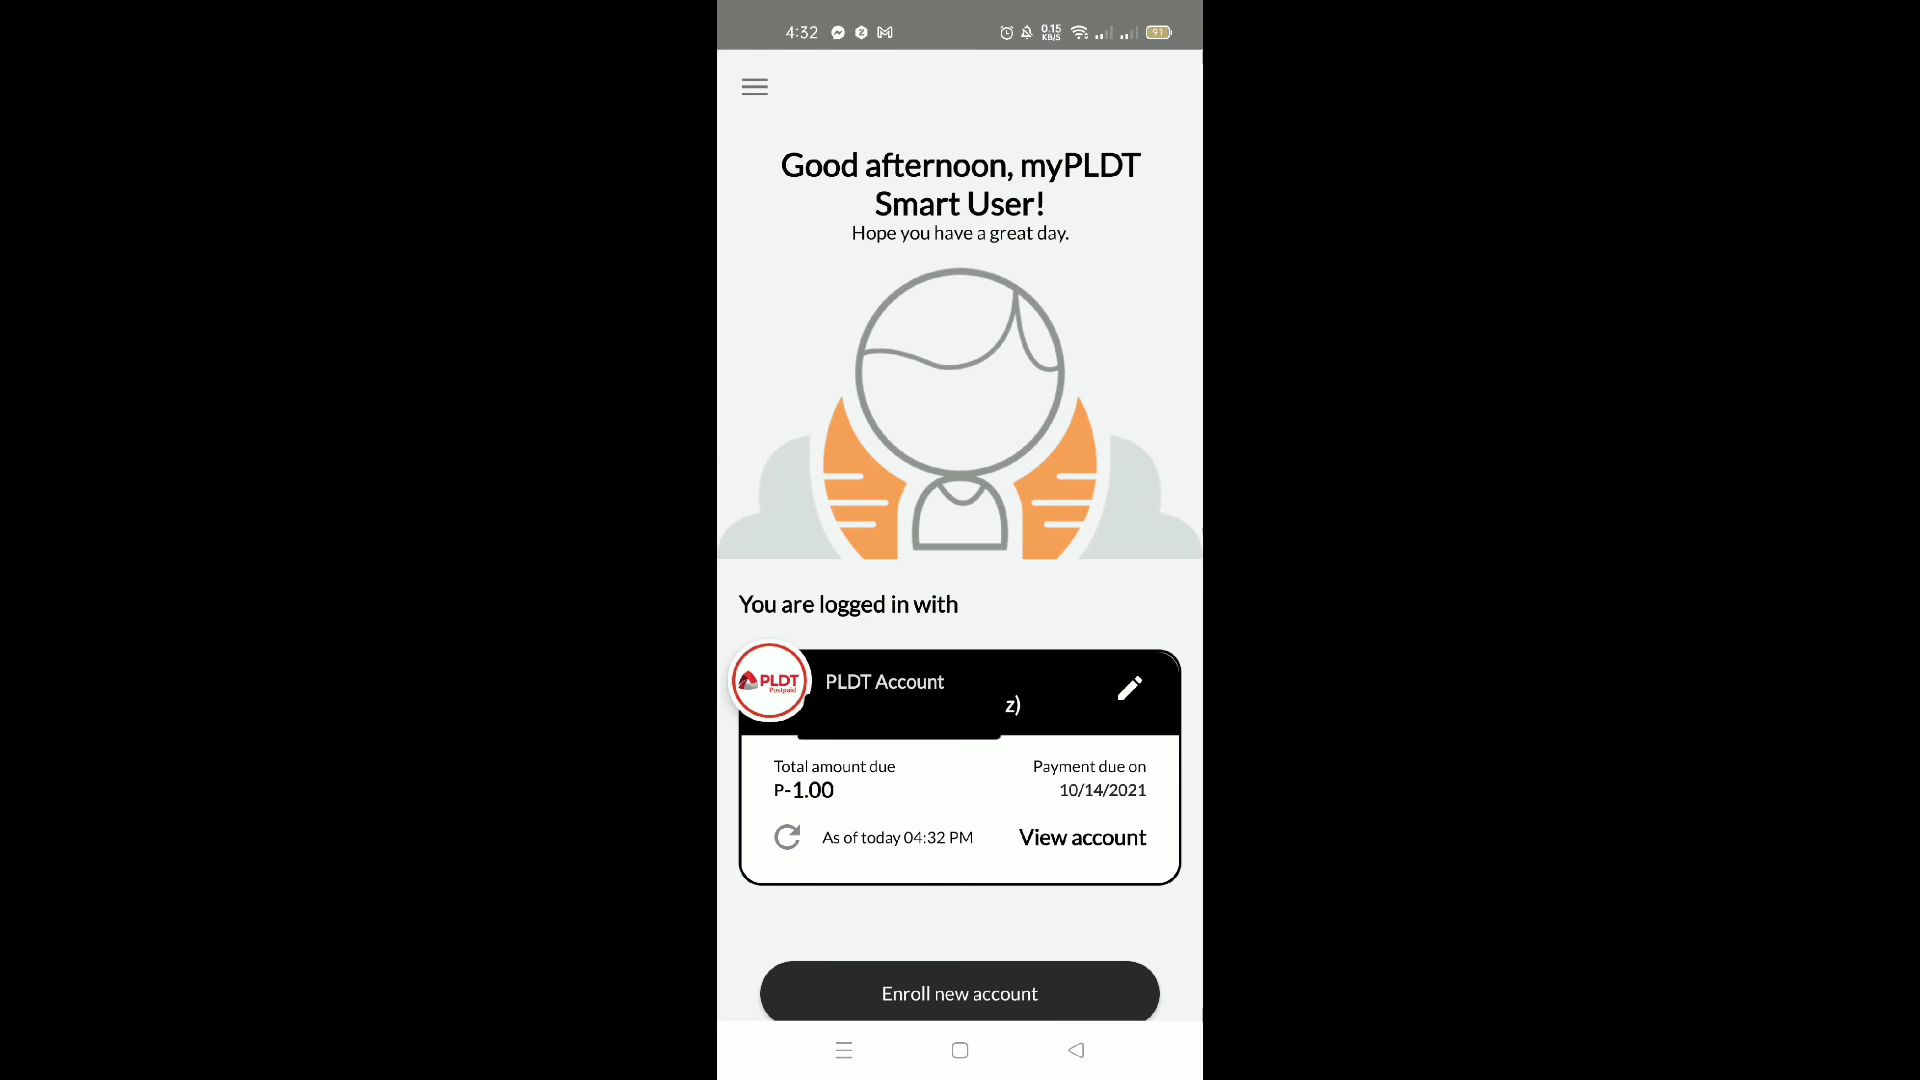 4:32
0.15
KB/S
91
Good afternoon, myPLDT
Smart User!
Hope you have a great day.
You are logged in with
PLDT
Postpaid
PLDT Account
z)
Total amount due
Payment due on
P-1.00
10/14/2021
As of today 04:32 PM
View account
Enroll new account